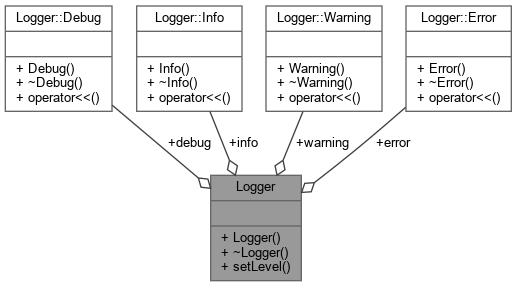 Logger::Debug
+ Debug()
+ ~Debug()
+ operator<<()
Logger::Info
+ Info()
+ ~Info()
+ operator<<()
Logger::Warning
+ Warning()
+ ~Warning()
+ operator<<()
Logger::Error
+ Error()
+ ~Error()
+ operator<<()
+debug
+info
+warning
+error
Logger
+ Logger()
+ ~Logger()
+ setLevel()